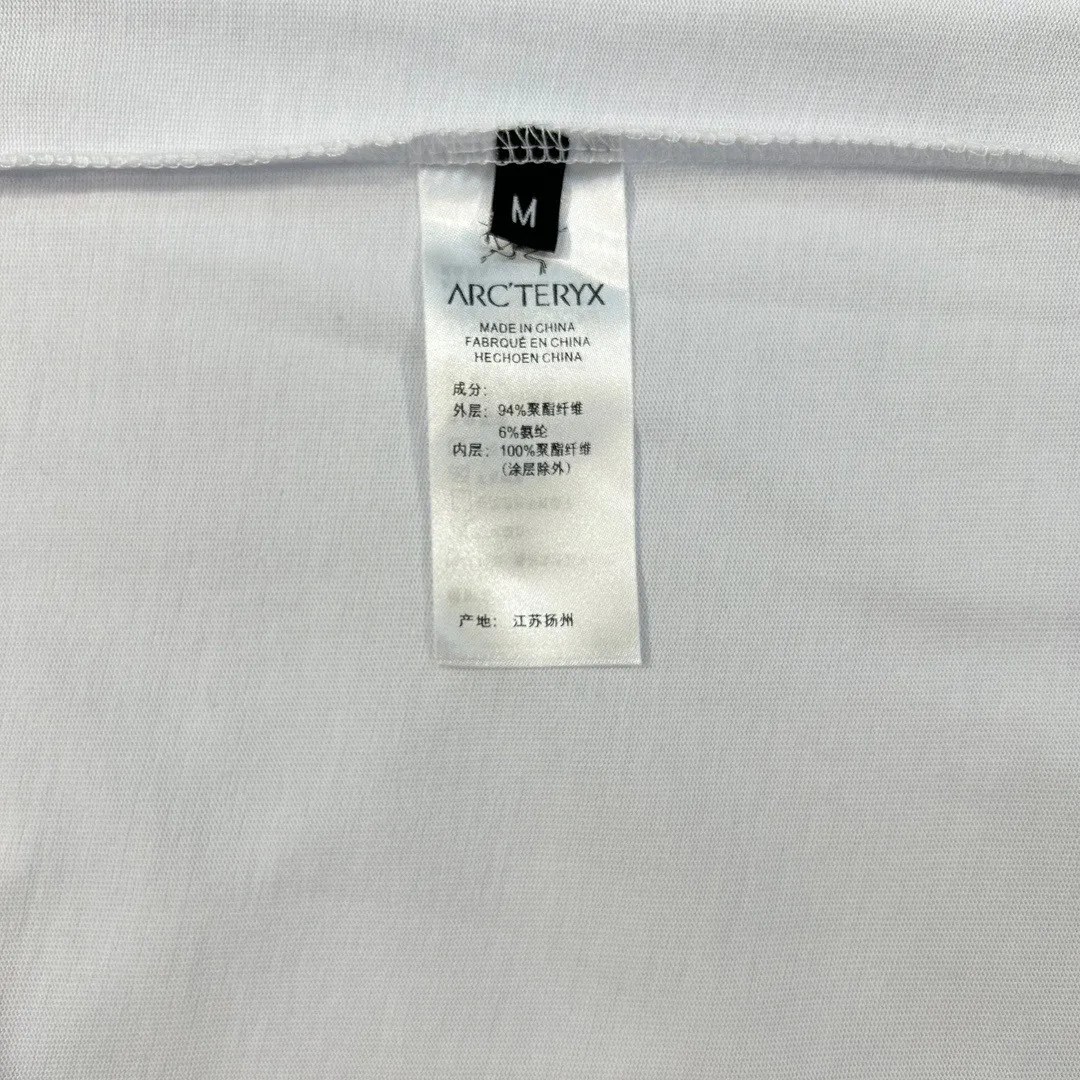 M
ARC'TERYX
MADE IN CHINA
FABRQUÉ EN CHINA
HECHOEN CHINA
成分：
外层：94%聚酯纤维
6%氨纶
内层：100%聚酯纤维
（涂层除外）
产地：江苏扬州